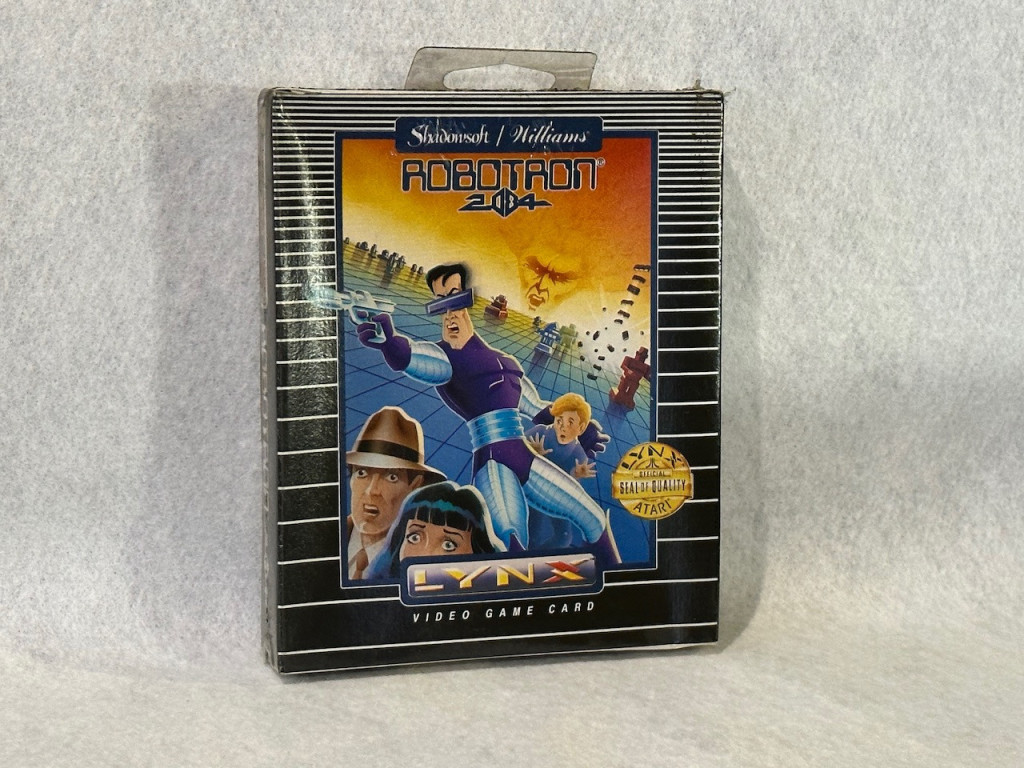 Shadowsoft / Williams®
ROBOTRON®
2084
LYNX
OFFICIAL
SEAL OF QUALITY
ATARI
LYNX
VIDEO GAME CARD